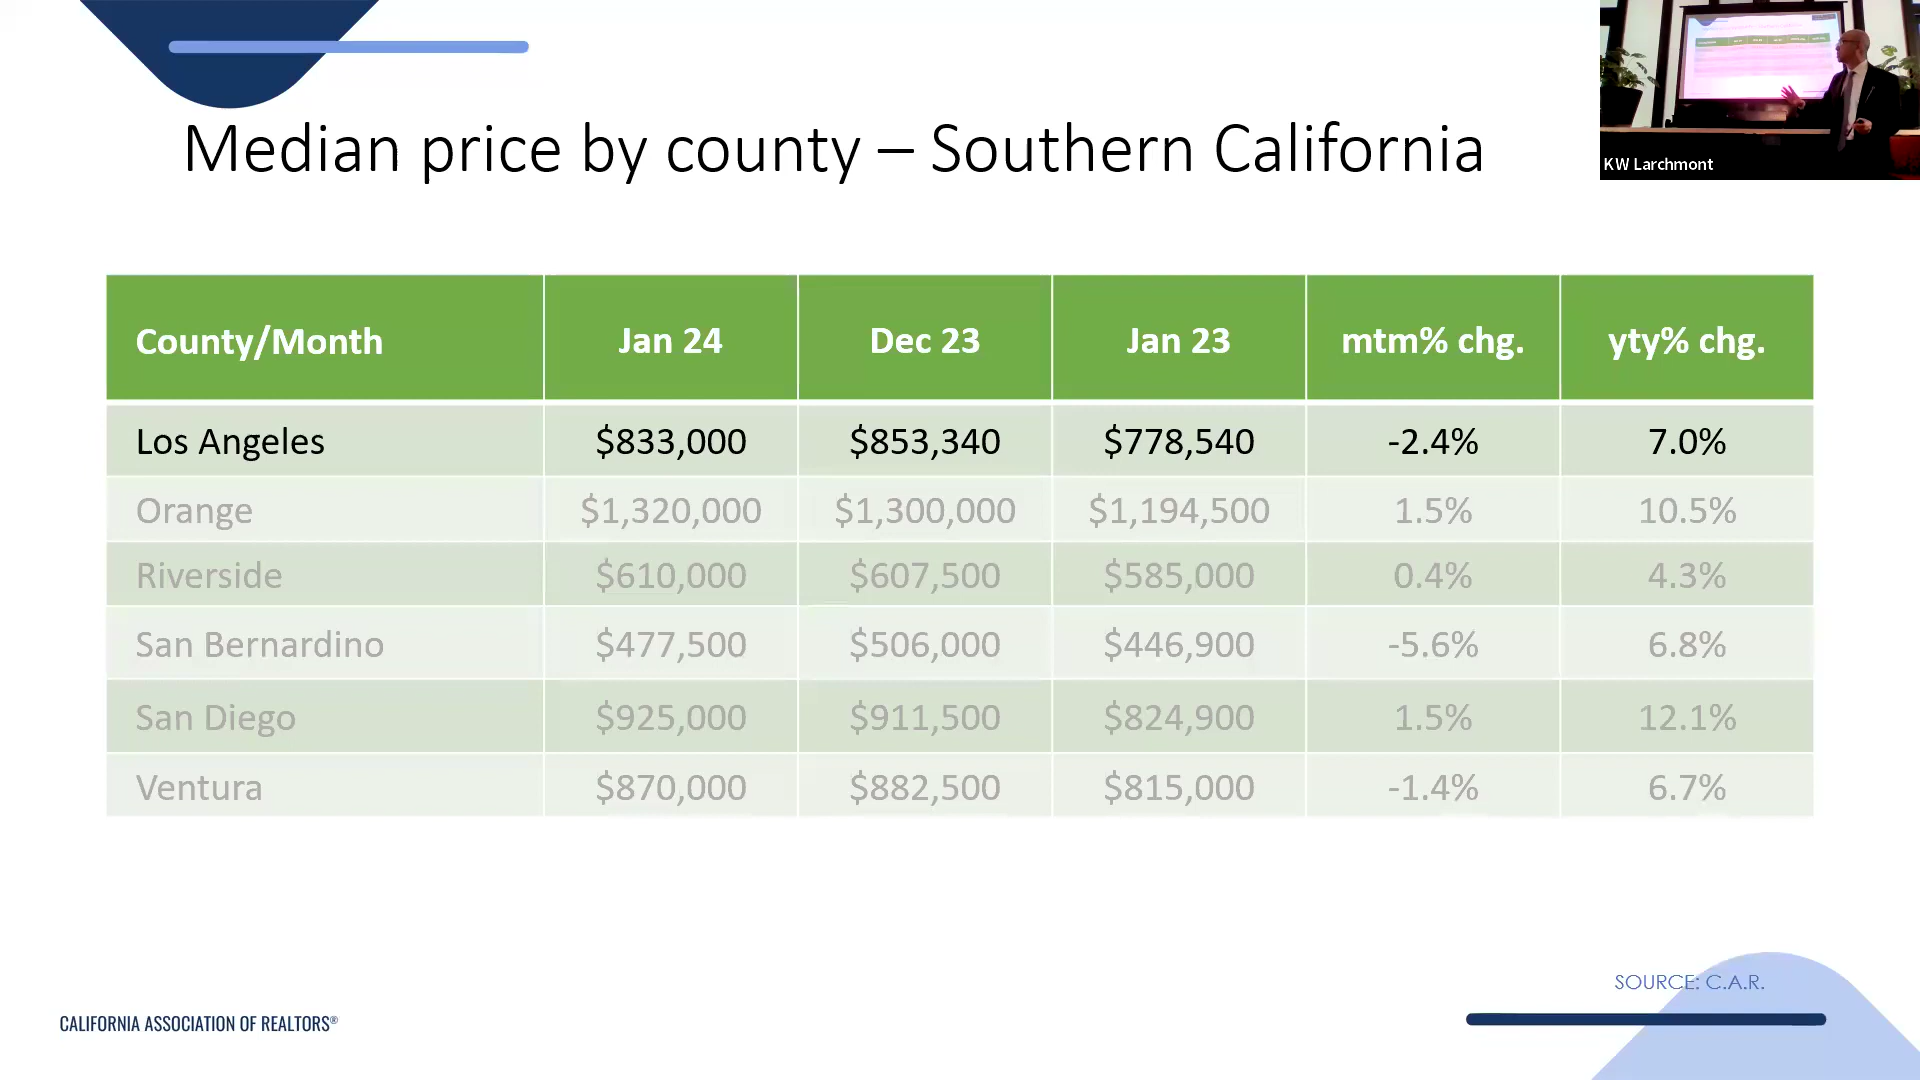 KW Larchmont
Median price by county – Southern California
County/Month Jan 24 Dec 23 Jan 23 mtm% chg. yty% chg.
Los Angeles $833,000 $853,340 $778,540 -2.4% 7.0%
Orange $1,320,000 $1,300,000 $1,194,500 1.5% 10.5%
Riverside $610,000 $607,500 $585,000 0.4% 4.3%
San Bernardino $477,500 $506,000 $446,900 -5.6% 6.8%
San Diego $925,000 $911,500 $824,900 1.5% 12.1%
Ventura $870,000 $882,500 $815,000 -1.4% 6.7%
SOURCE: C.A.R.
CALIFORNIA ASSOCIATION OF REALTORS®